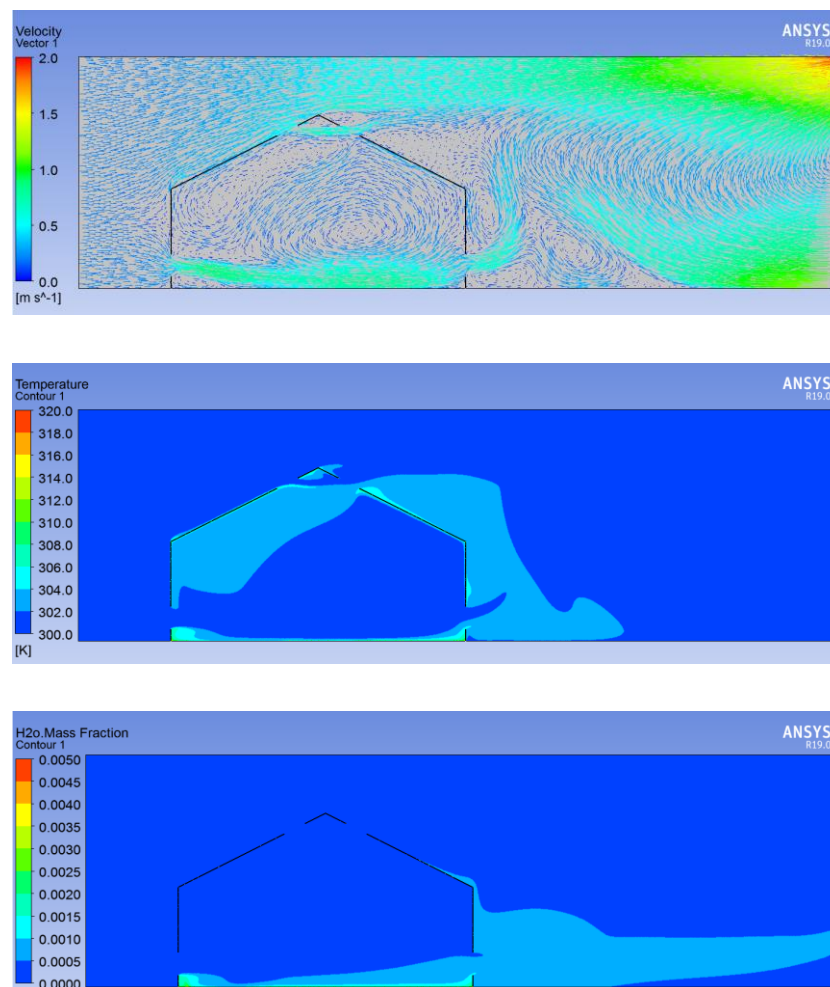 Velocity
Vector 1
ANSYS
R19.0
2.0
1.5
1.0
0.5
0.0
[m s^-1]
Temperature
Contour 1
ANSYS
R19.0
320.0
318.0
316.0
314.0
312.0
310.0
308.0
306.0
304.0
302.0
300.0
[K]
H2o.Mass Fraction
Contour 1
ANSYS
R19.0
0.0050
0.0045
0.0040
0.0035
0.0030
0.0025
0.0020
0.0015
0.0010
0.0005
0.0000